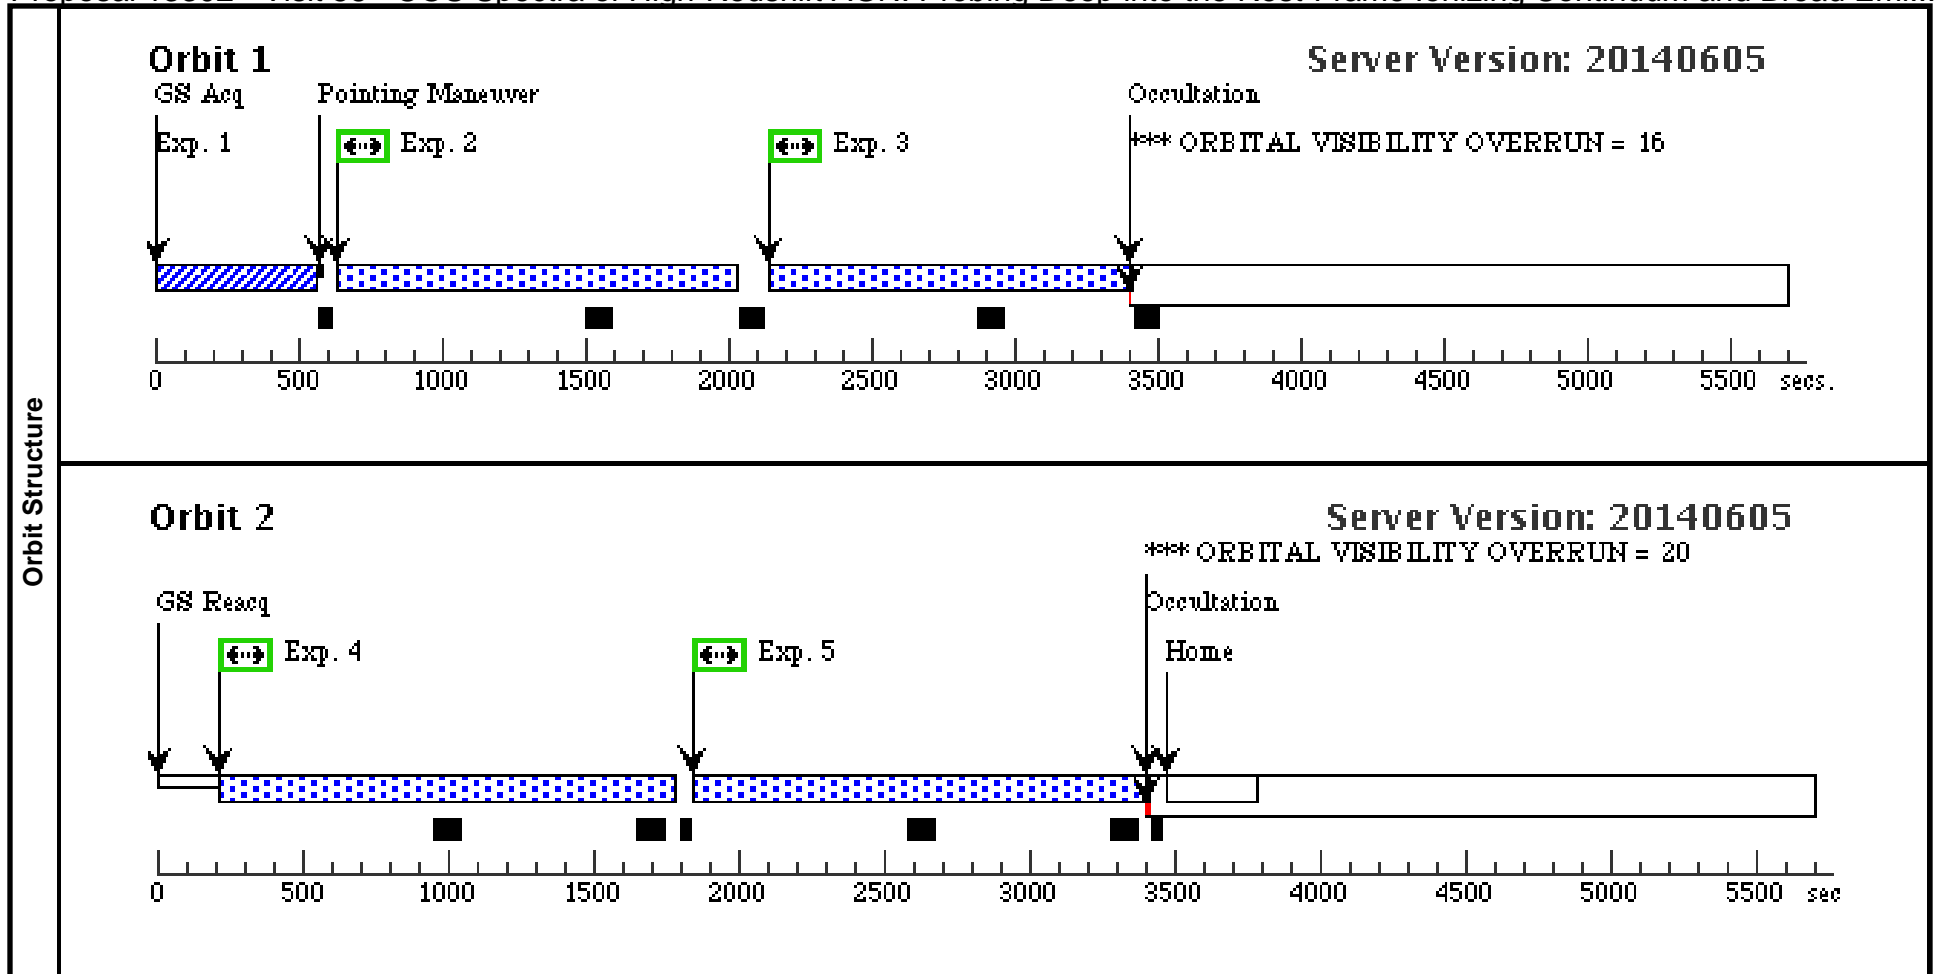 Orbit Structure
Orbit 1
Server Version: 20140605
GS Acq Pointing Maneuver Occultation
Exp. 1 Exp. 2 Exp. 3 *** ORBITAL VISIBILITY OVERRUN = 16
0 500 1000 1500 2000 2500 3000 3500 4000 4500 5000 5500 secs.
Orbit 2
Server Version: 20140605
*** ORBITAL VISIBILITY OVERRUN = 20
GS Reacq Occultation
Exp. 4 Exp. 5 Home
0 500 1000 1500 2000 2500 3000 3500 4000 4500 5000 5500 sec